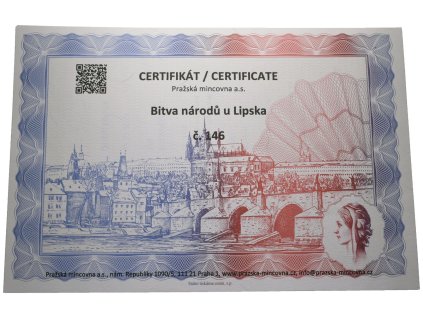 CERTIFIKÁT / CERTIFICATE
Pražská mincovna a.s.
Bitva národů u Lipska
č. 146
Pražská mincovna a.s., nám. Republiky 1090/5, 111 21 Praha 1, www.prazska-mincovna.cz, info@prazska-mincovna.cz